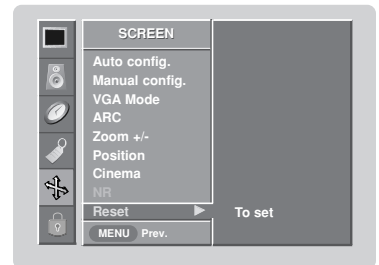 SCREEN
Auto config.
Manual config.
VGA Mode
ARC
Zoom +/-
Position
Cinema
NR
Reset ▶ To set
MENU Prev.